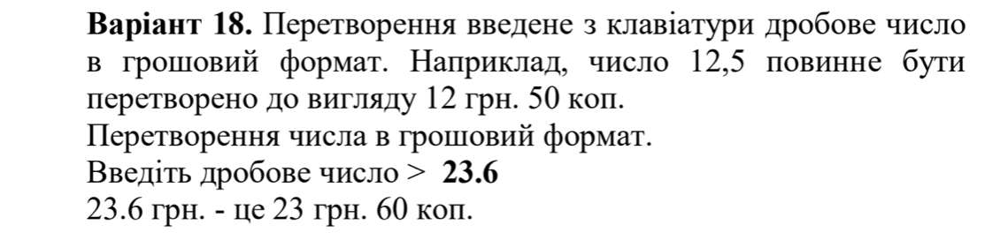 Варіант 18. Перетворення введене з клавіатури дробове число
в грошовий формат. Наприклад, число 12,5 повинне бути
перетворено до вигляду 12 грн. 50 коп.
Перетворення числа в грошовий формат.
Введіть дробове число > 23.6
23.6 грн. - це 23 грн. 60 коп.